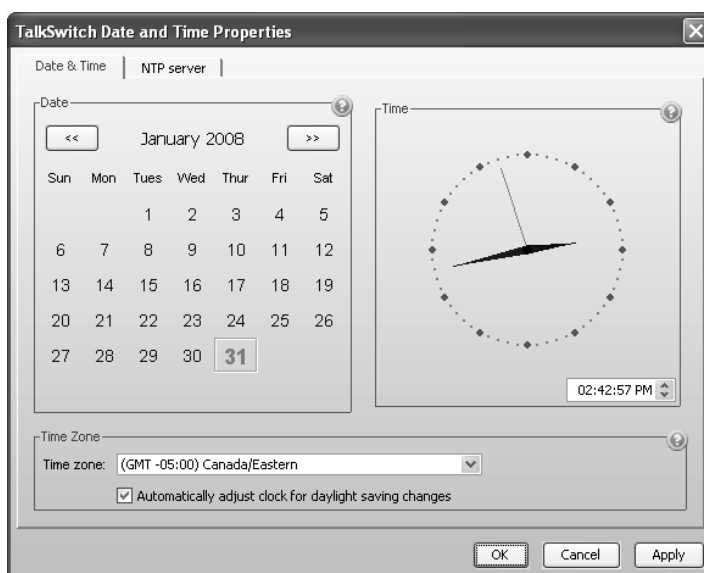 TalkSwitch Date and Time Properties
Date & Time
NTP server
Date
<< January 2008 >>
Sun Mon Tues Wed Thur Fri Sat
1 2 3 4 5
6 7 8 9 10 11 12
13 14 15 16 17 18 19
20 21 22 23 24 25 26
27 28 29 30 31
Time
02:42:57 PM
Time Zone
Time zone: (GMT -05:00) Canada/Eastern
Automatically adjust clock for daylight saving changes
OK Cancel Apply